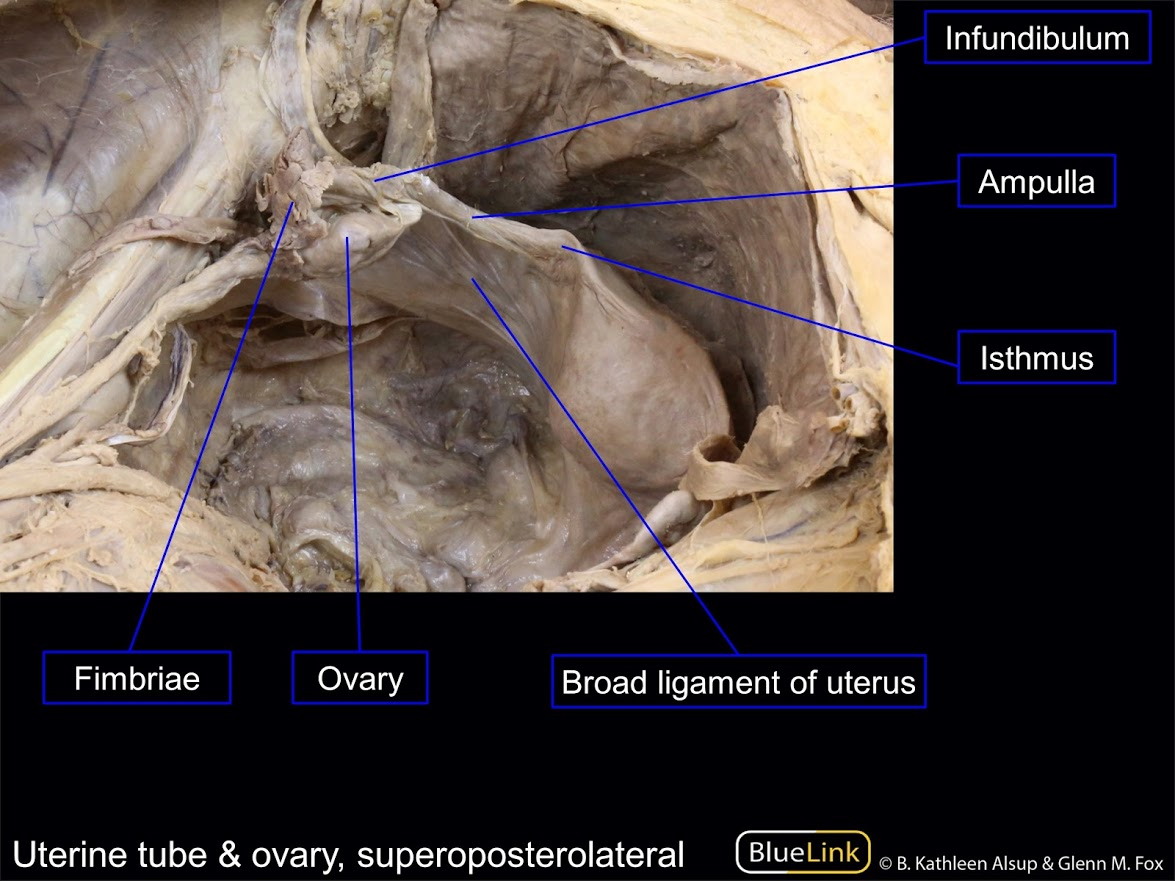 Infundibulum
Ampulla
Isthmus
Fimbriae
Ovary
Broad ligament of uterus
Uterine tube & ovary, superoposterolateral
BlueLink
© B. Kathleen Alsup & Glenn M. Fox